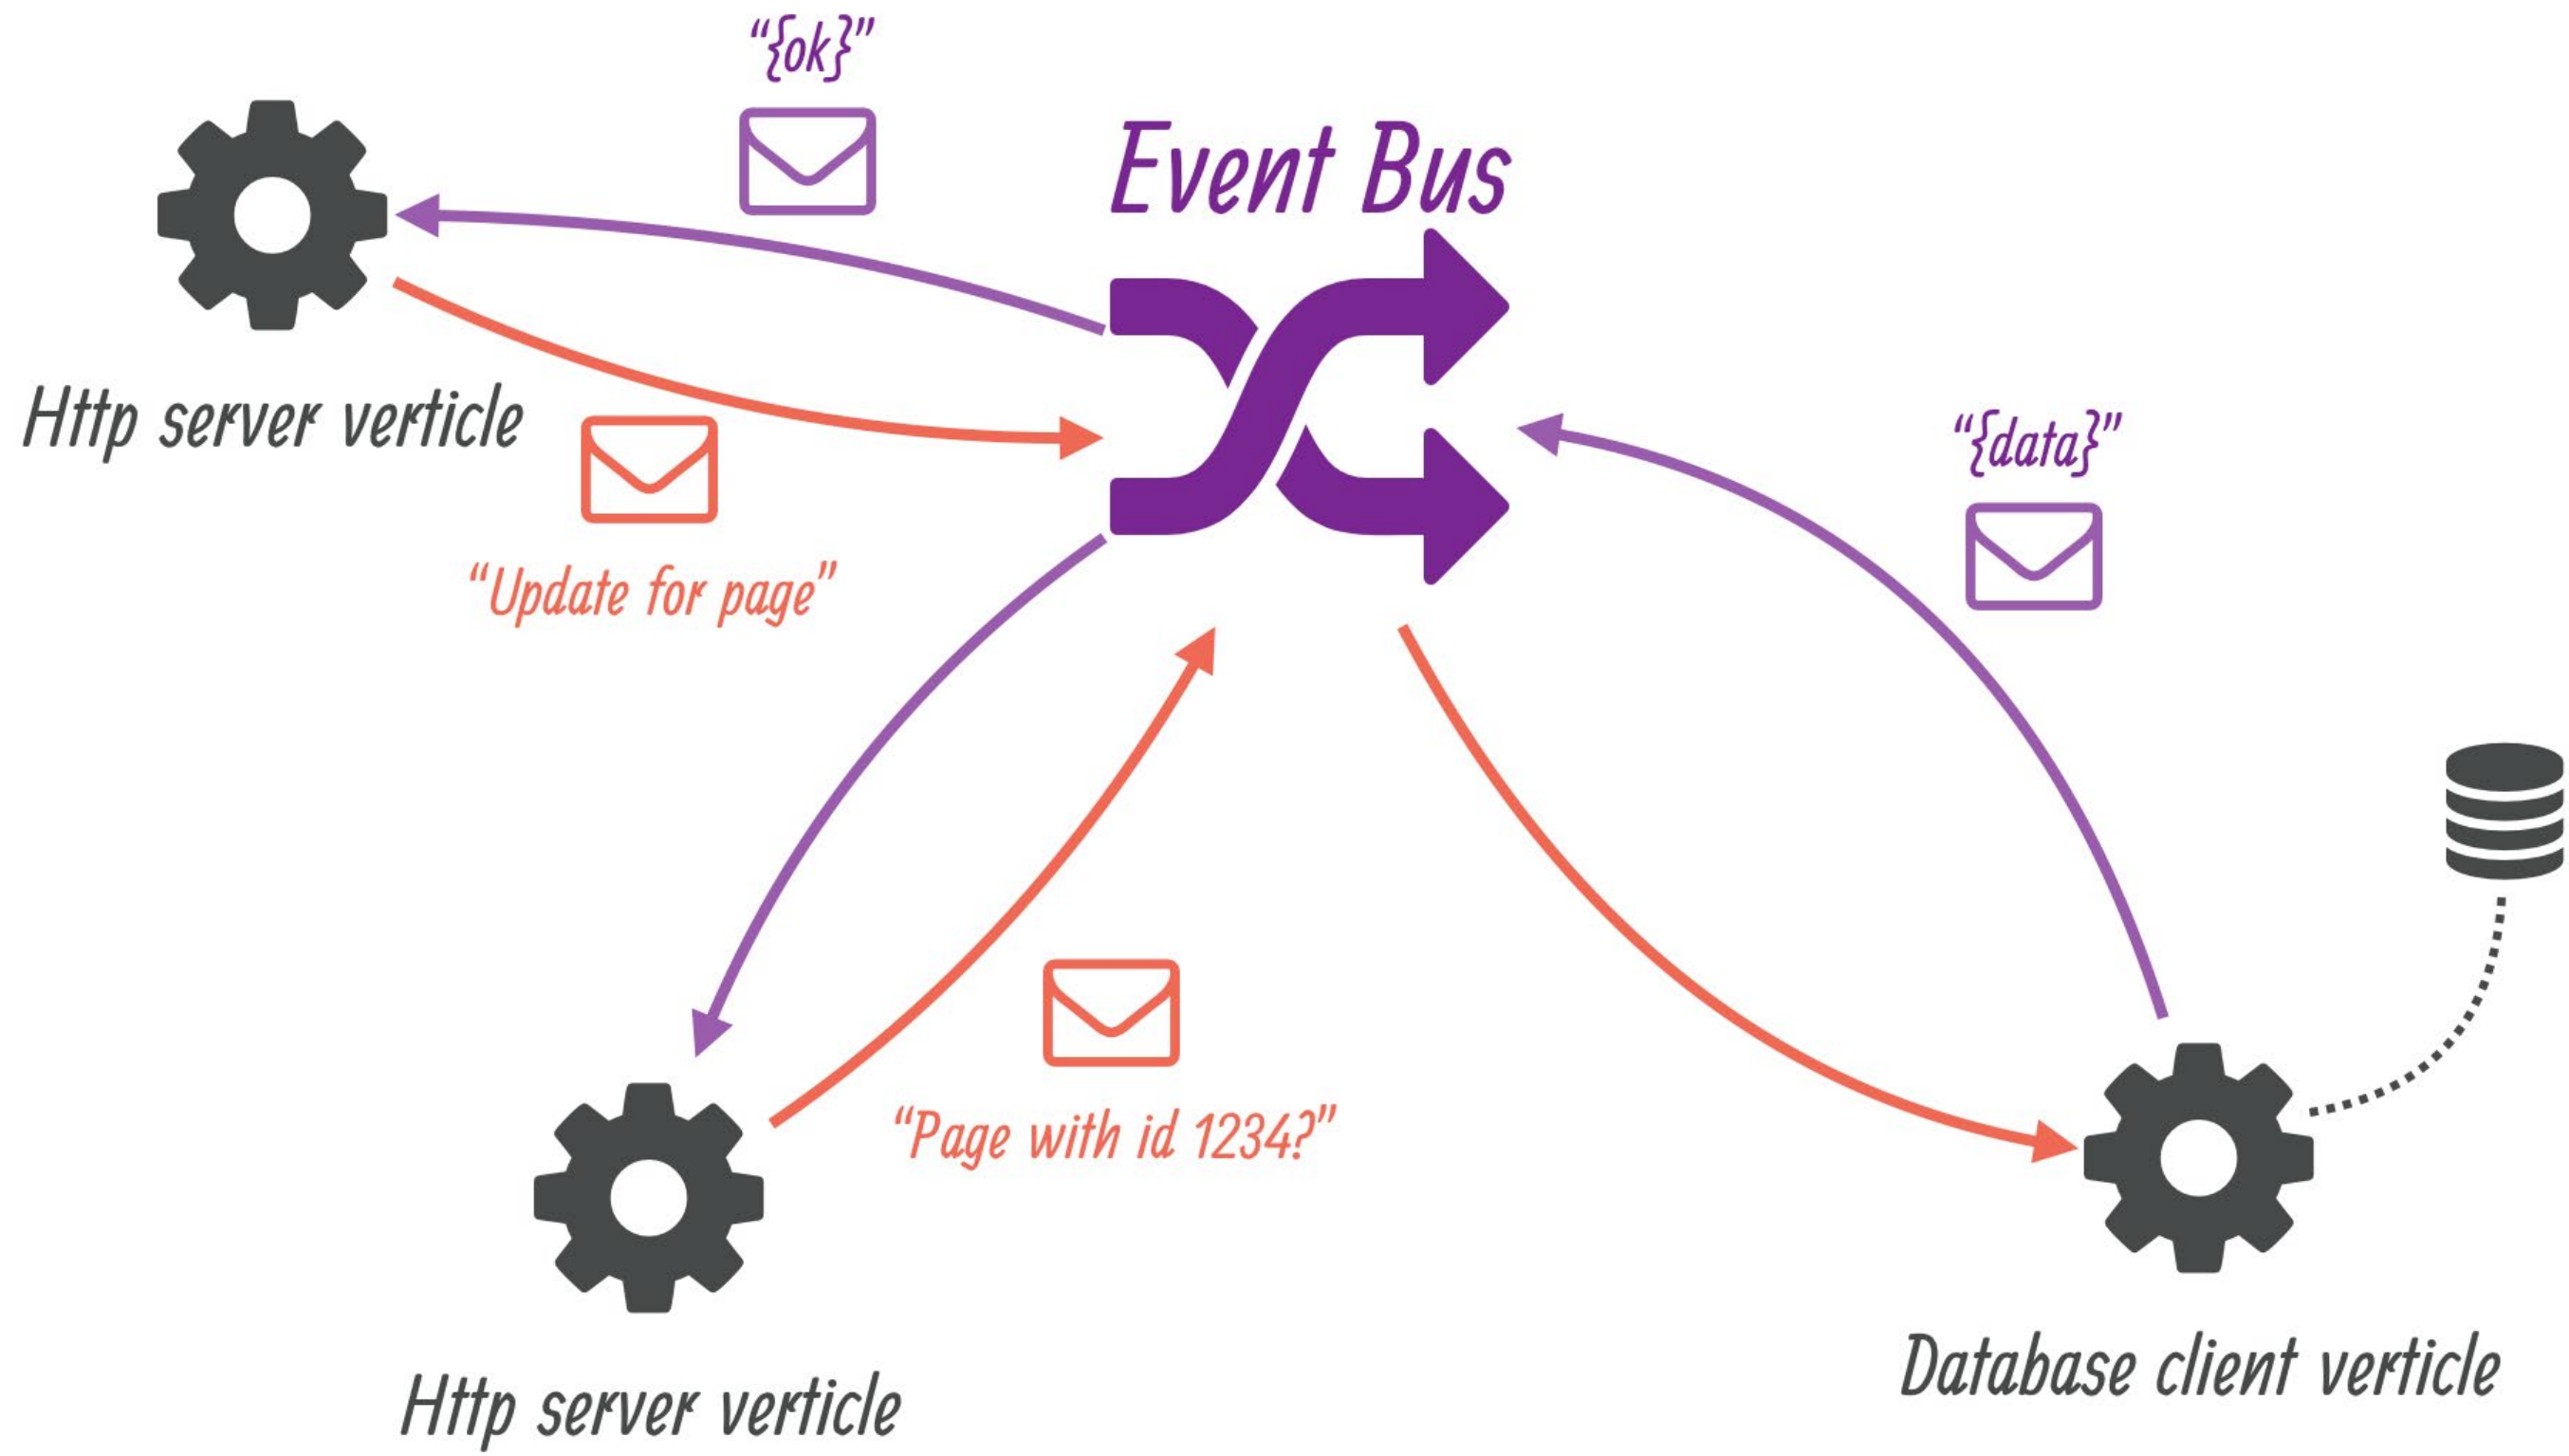 “{ok}”
Event Bus
Http server verticle
“{data}”
“Update for page”
“Page with id 1234?”
Database client verticle
Http server verticle